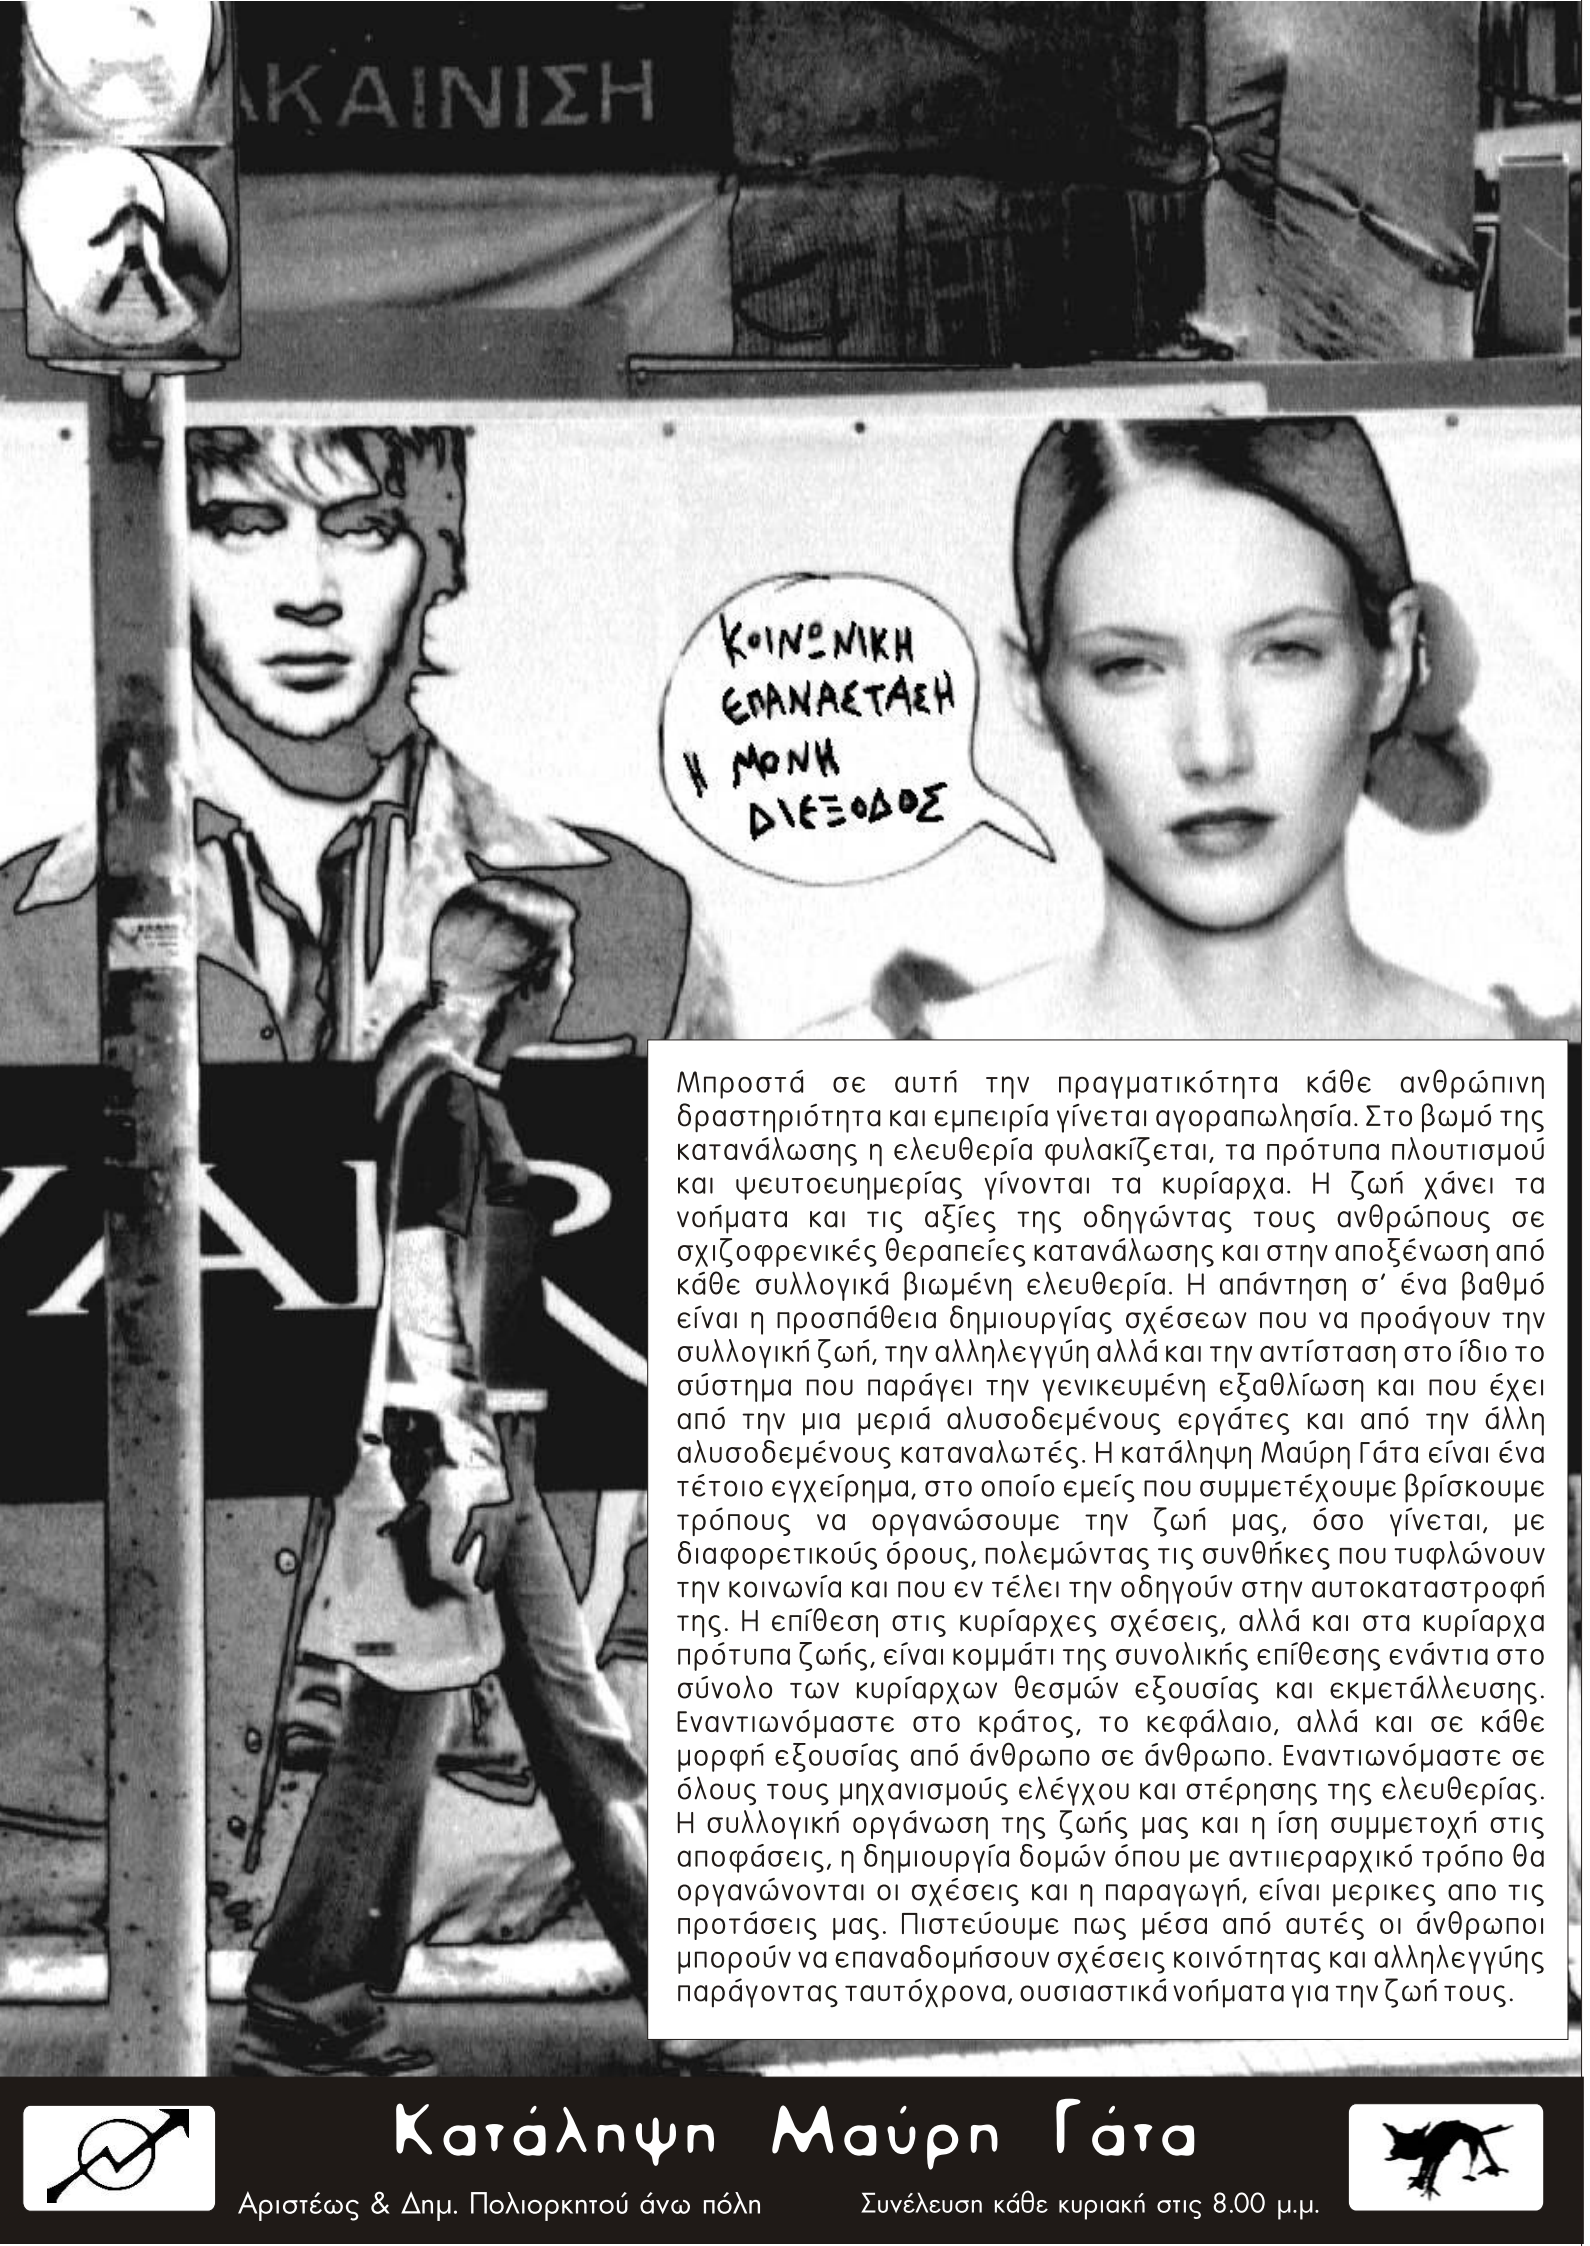 ΑΚΑΙΝΙΣΗ
ΚΟΙΝΩΝΙΚΗ
ΕΠΑΝΑΣΤΑΣΗ
Η ΜΟΝΗ
ΔΙΕΞΟΔΟΣ
YAR
Μπροστά σε αυτή την πραγματικότητα κάθε ανθρώπινη
δραστηριότητα και εμπειρία γίνεται αγοραπωλησία. Στο βωμό της
κατανάλωσης η ελευθερία φυλακίζεται, τα πρότυπα πλουτισμού
και ψευτοευημερίας γίνονται τα κυρίαρχα. Η ζωή χάνει τα
νοήματα και τις αξίες της οδηγώντας τους ανθρώπους σε
σχιζοφρενικές θεραπείες κατανάλωσης και στην αποξένωση από
κάθε συλλογικά βιωμένη ελευθερία. Η απάντηση σ’ ένα βαθμό
είναι η προσπάθεια δημιουργίας σχέσεων που να προάγουν την
συλλογική ζωή, την αλληλεγγύη αλλά και την αντίσταση στο ίδιο το
σύστημα που παράγει την γενικευμένη εξαθλίωση και που έχει
από την μια μεριά αλυσοδεμένους εργάτες και από την άλλη
αλυσοδεμένους καταναλωτές. Η κατάληψη Μαύρη Γάτα είναι ένα
τέτοιο εγχείρημα, στο οποίο εμείς που συμμετέχουμε βρίσκουμε
τρόπους να οργανώσουμε την ζωή μας, όσο γίνεται, με
διαφορετικούς όρους, πολεμώντας τις συνθήκες που τυφλώνουν
την κοινωνία και που εν τέλει την οδηγούν στην αυτοκαταστροφή
της. Η επίθεση στις κυρίαρχες σχέσεις, αλλά και στα κυρίαρχα
πρότυπα ζωής, είναι κομμάτι της συνολικής επίθεσης ενάντια στο
σύνολο των κυρίαρχων θεσμών εξουσίας και εκμετάλλευσης.
Εναντιωνόμαστε στο κράτος, το κεφάλαιο, αλλά και σε κάθε
μορφή εξουσίας από άνθρωπο σε άνθρωπο. Εναντιωνόμαστε σε
όλους τους μηχανισμούς ελέγχου και στέρησης της ελευθερίας.
Η συλλογική οργάνωση της ζωής μας και η ίση συμμετοχή στις
αποφάσεις, η δημιουργία δομών όπου με αντιιεραρχικό τρόπο θα
οργανώνονται οι σχέσεις και η παραγωγή, είναι μερικες απο τις
προτάσεις μας. Πιστεύουμε πως μέσα από αυτές οι άνθρωποι
μπορούν να επαναδομήσουν σχέσεις κοινότητας και αλληλεγγύης
παράγοντας ταυτόχρονα, ουσιαστικά νοήματα για την ζωή τους.
Κατάληψη Μαύρη Γάτα
Αριστέως & Δημ. Πολιορκητού άνω πόλη
Συνέλευση κάθε κυριακή στις 8.00 μ.μ.